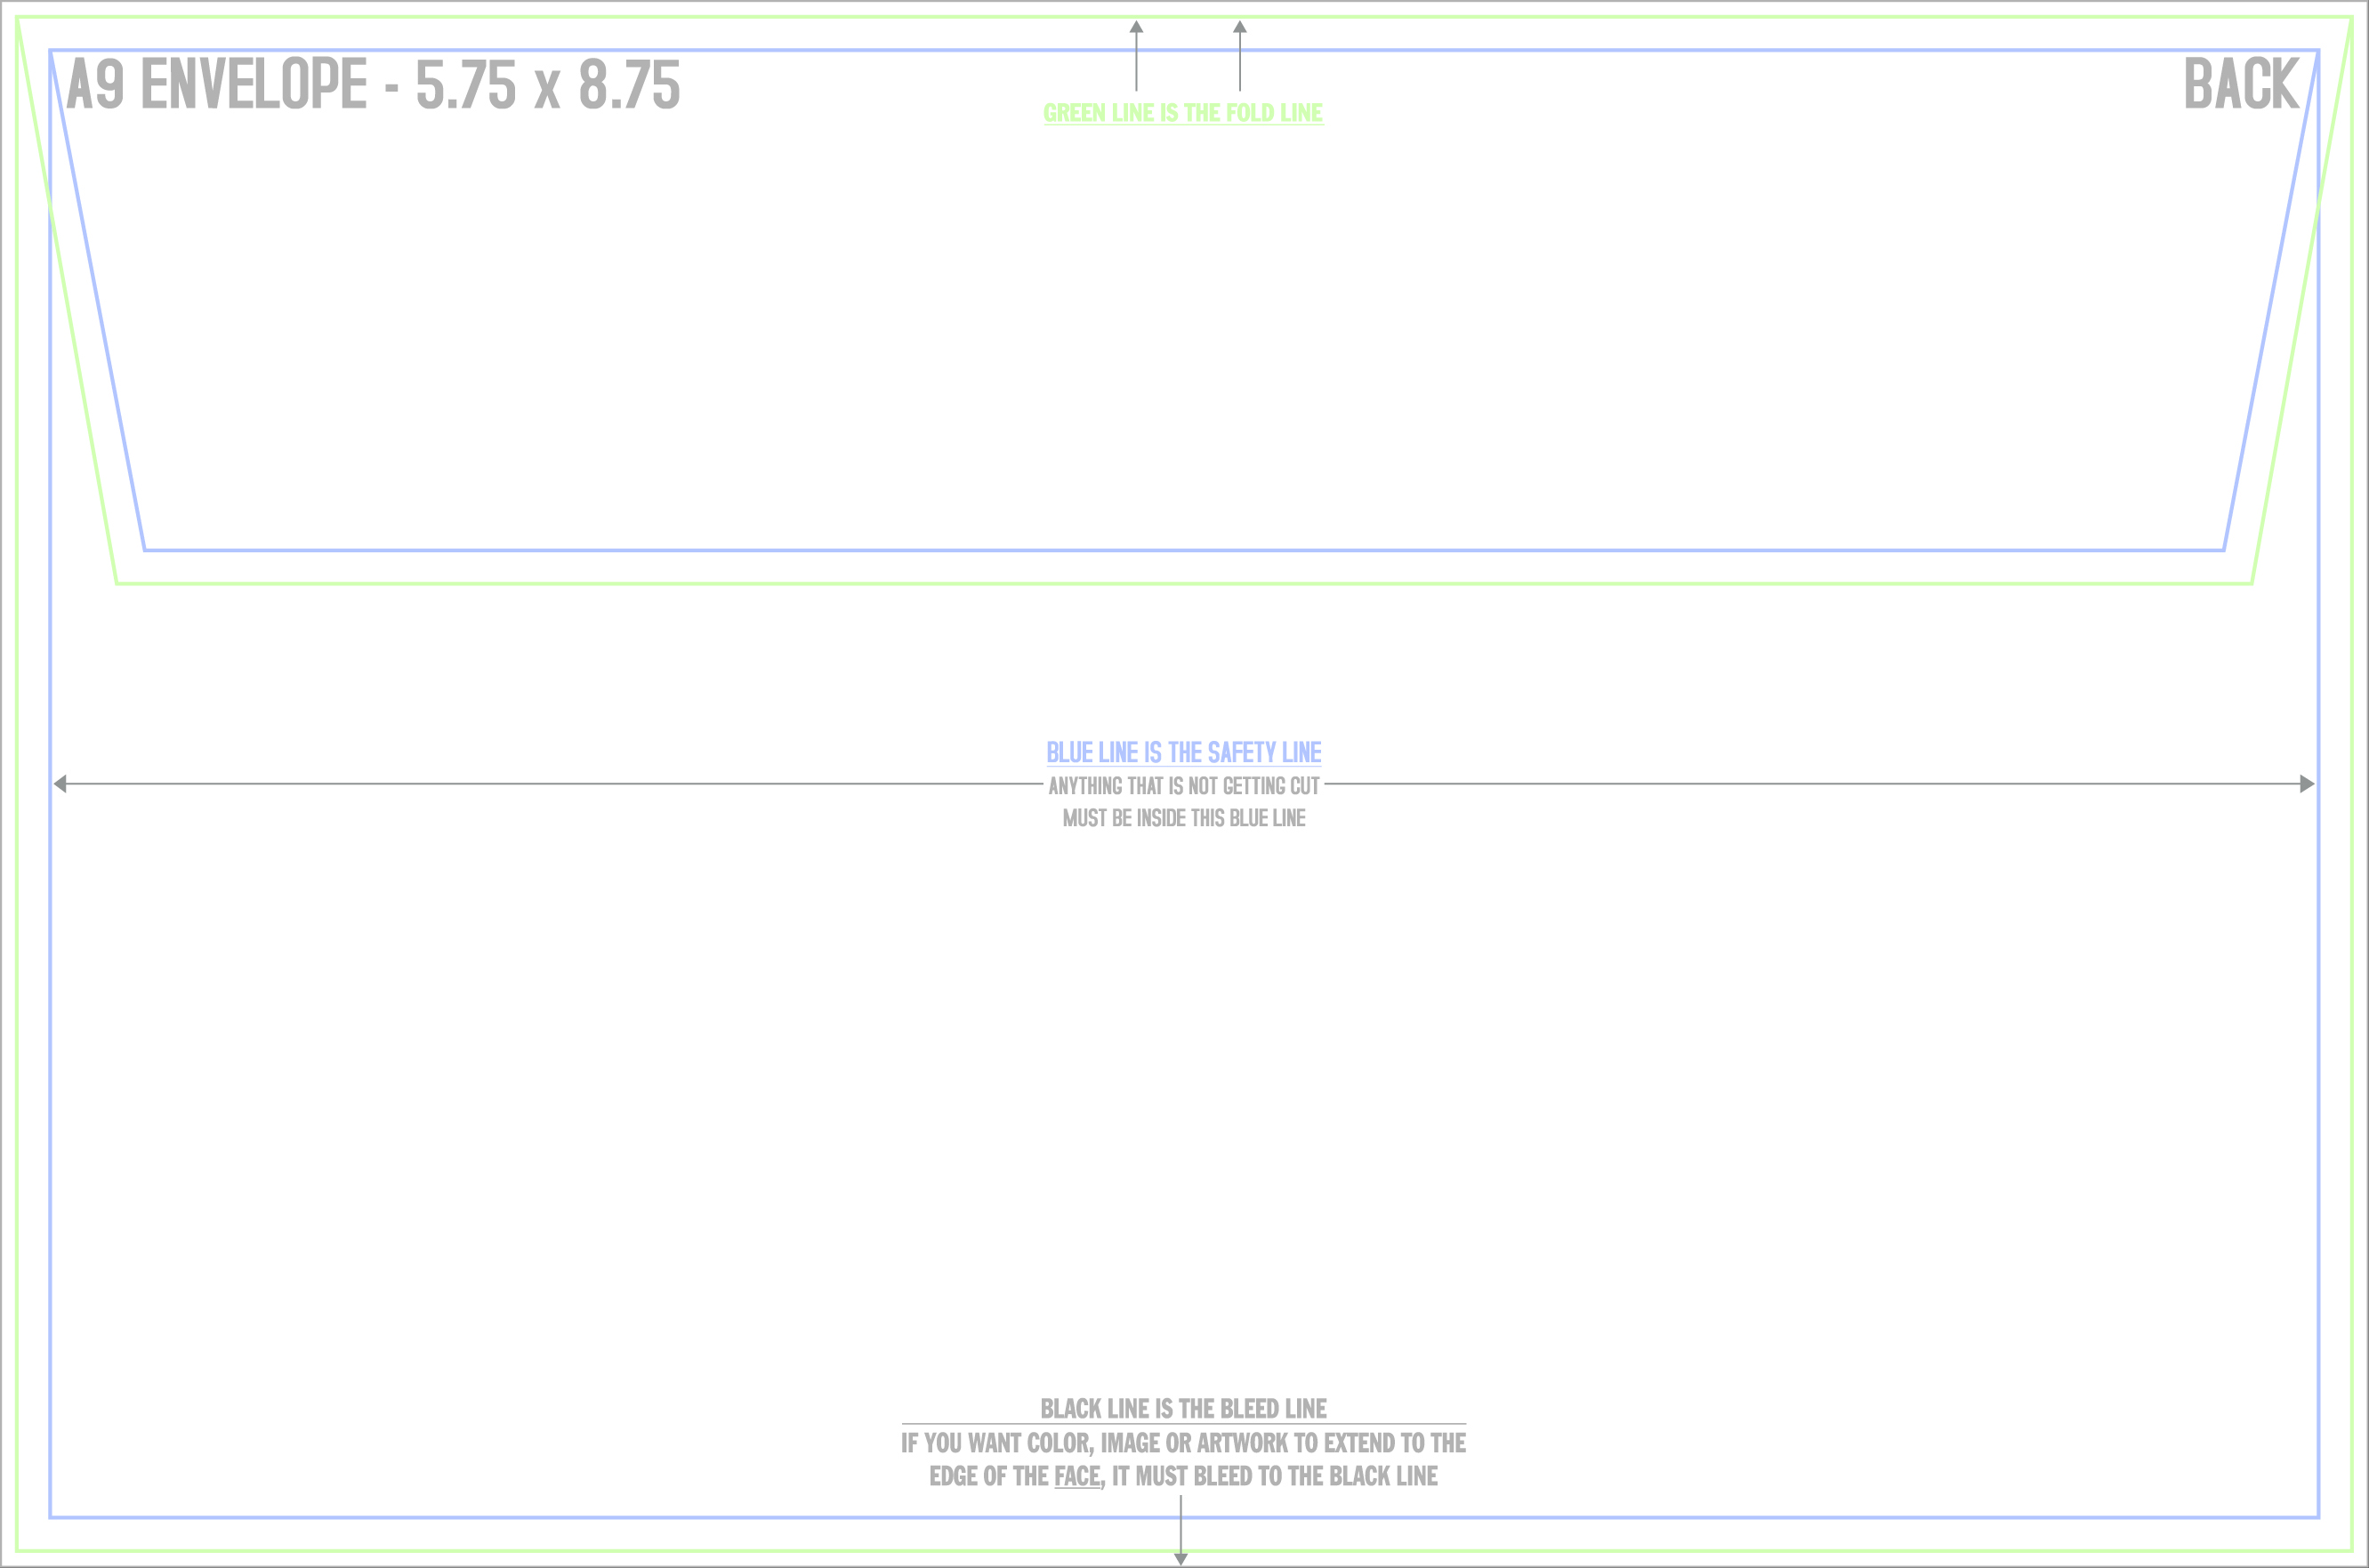 A9 ENVELOPE - 5.75 x 8.75
BACK
GREEN LINE IS THE FOLD LINE
BLUE LINE IS THE SAFETY LINE
ANYTHING THAT IS NOT GETTING CUT
MUST BE INSIDE THIS BLUE LINE
BLACK LINE IS THE BLEED LINE
IF YOU WANT COLOR, IMAGE OR ARTWORK TO EXTEND TO THE
EDGE OF THE FACE, IT MUST BLEED TO THE BLACK LINE